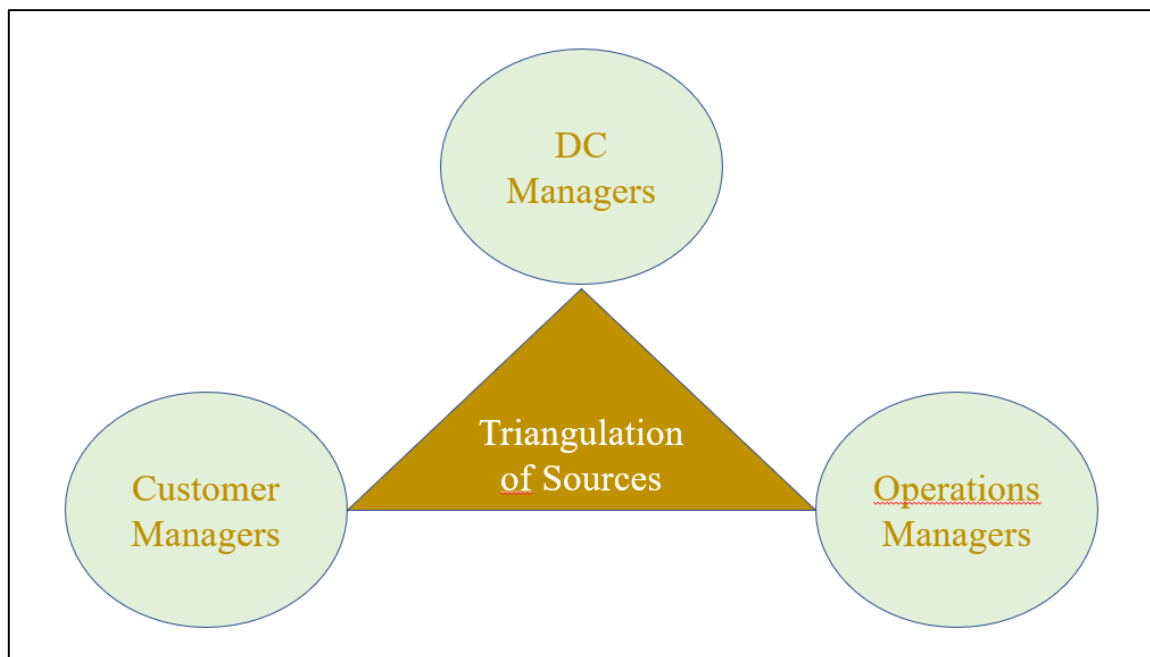 DC
Managers
Triangulation
of Sources
Customer
Managers
Operations
Managers